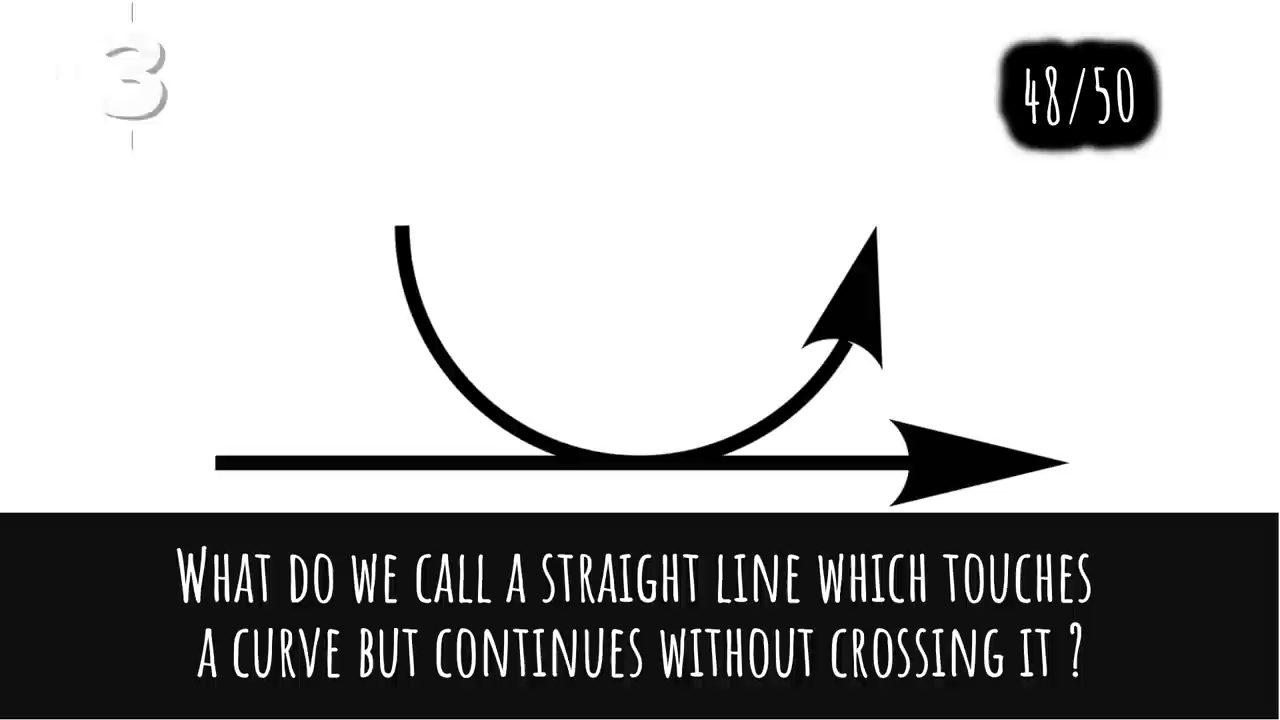 3
48/50
What do we call a straight line which touches
a curve but continues without crossing it ?